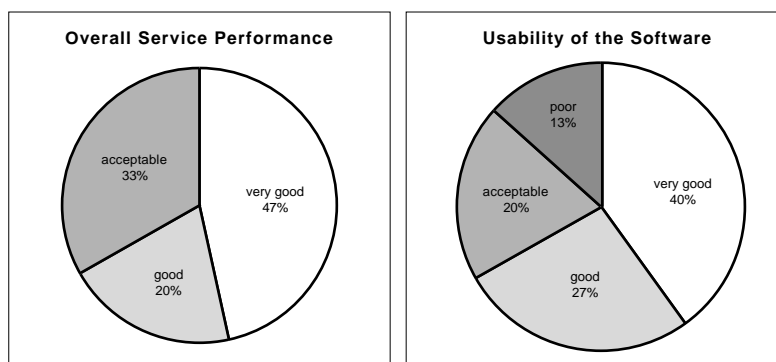 Overall Service Performance
acceptable
33%
very good
47%
good
20%
Usability of the Software
poor
13%
very good
40%
acceptable
20%
good
27%